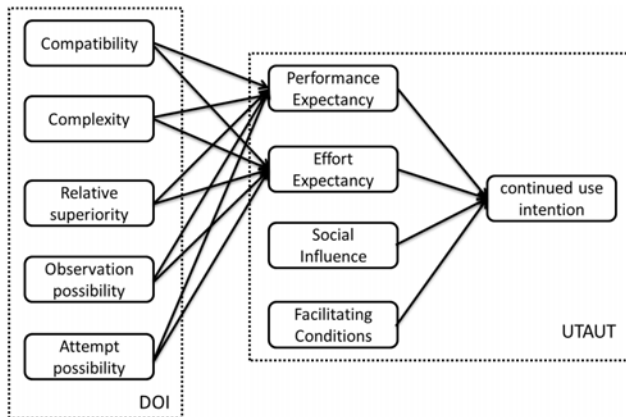 Compatibility
Complexity
Relative
superiority
Observation
possibility
Attempt
possibility
DOI
Performance
Expectancy
Effort
Expectancy
Social
Influence
Facilitating
Conditions
continued use
intention
UTAUT